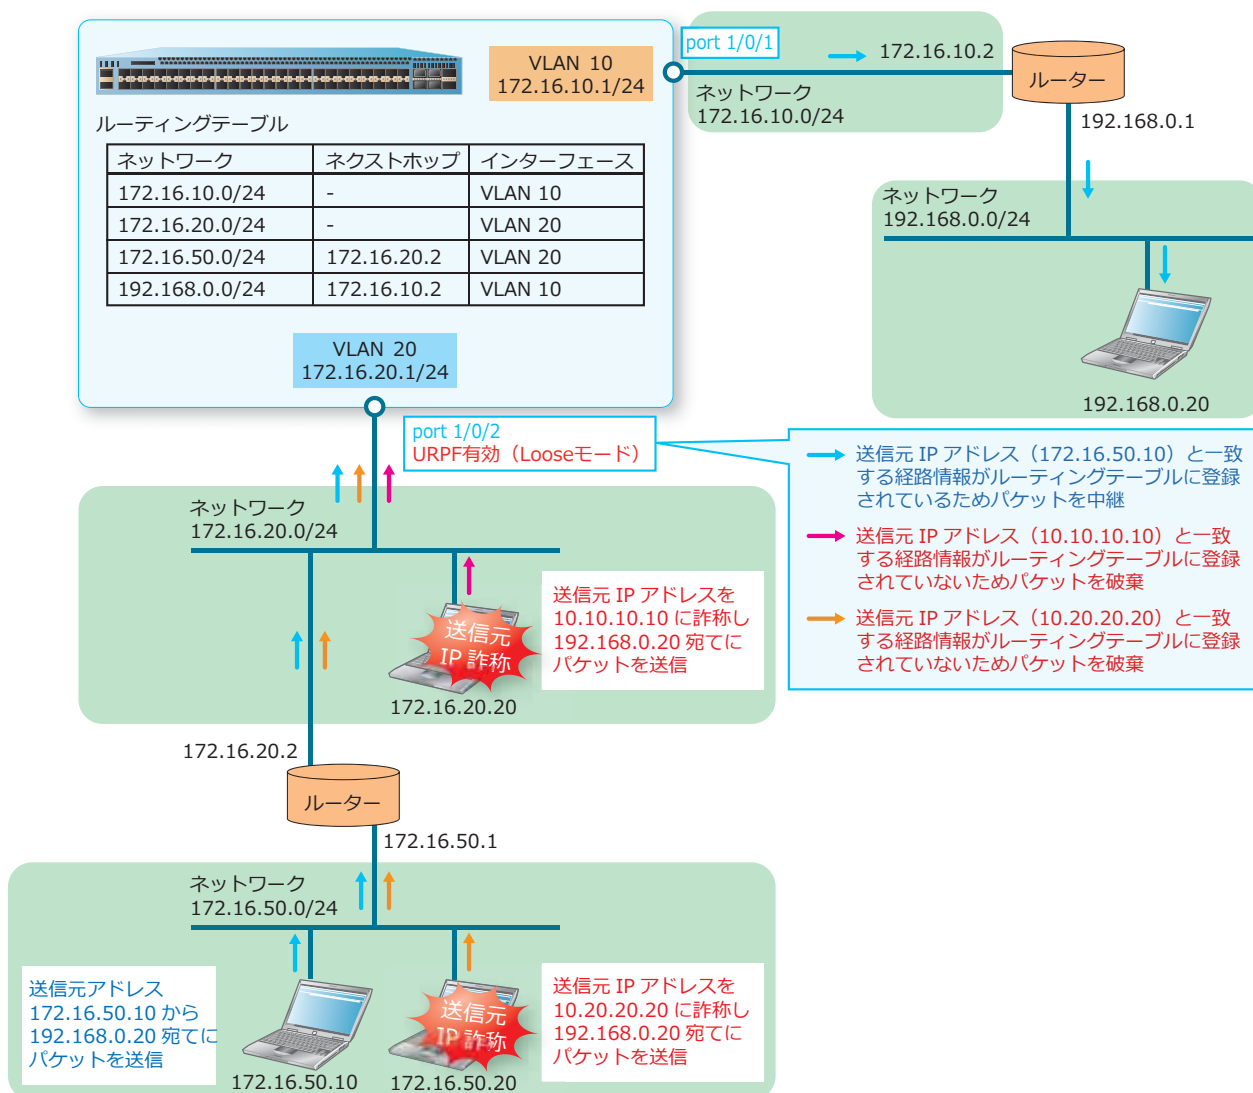 port 1/0/1
172.16.10.2
ルーター
VLAN 10
172.16.10.1/24
ネットワーク
172.16.10.0/24
192.168.0.1
ルーティングテーブル
ネットワーク ネクストホップ インターフェース
172.16.10.0/24 - VLAN 10
172.16.20.0/24 - VLAN 20
172.16.50.0/24 172.16.20.2 VLAN 20
192.168.0.0/24 172.16.10.2 VLAN 10
ネットワーク
192.168.0.0/24
192.168.0.20
VLAN 20
172.16.20.1/24
port 1/0/2
URPF有効（Looseモード）
送信元 IP アドレス（172.16.50.10）と一致
する経路情報がルーティングテーブルに登録
されているためパケットを中継
送信元 IP アドレス（10.10.10.10）と一致
する経路情報がルーティングテーブルに登録
されていないためパケットを破棄
送信元 IP アドレス（10.20.20.20）と一致
する経路情報がルーティングテーブルに登録
されていないためパケットを破棄
ネットワーク
172.16.20.0/24
送信元
IP 詐称
172.16.20.20
送信元 IP アドレスを
10.10.10.10 に詐称し
192.168.0.20 宛てに
パケットを送信
172.16.20.2
ルーター
172.16.50.1
ネットワーク
172.16.50.0/24
送信元アドレス
172.16.50.10 から
192.168.0.20 宛てに
パケットを送信
172.16.50.10
送信元
IP 詐称
172.16.50.20
送信元 IP アドレスを
10.20.20.20 に詐称し
192.168.0.20 宛てに
パケットを送信